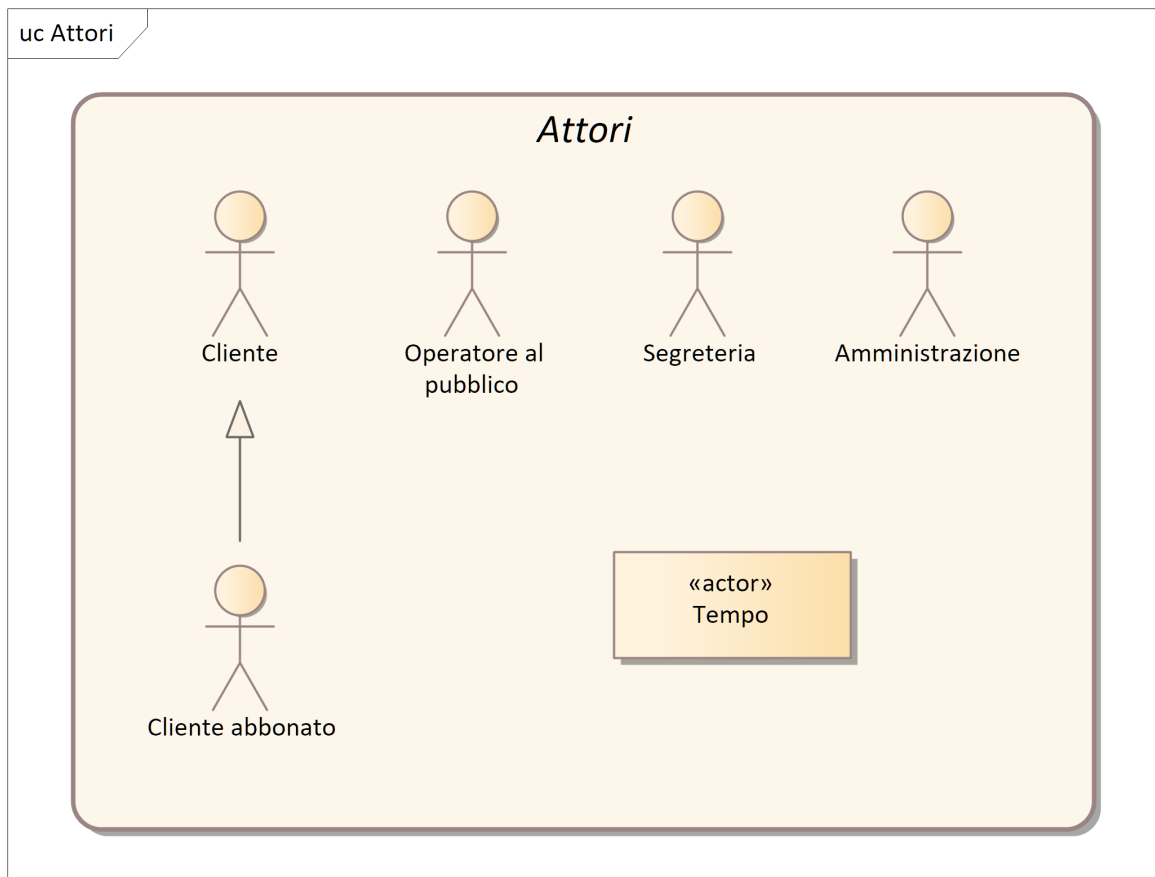 uc Attori
Attori
Cliente
Operatore al
pubblico
Segreteria
Amministrazione
«actor»
Tempo
Cliente abbonato